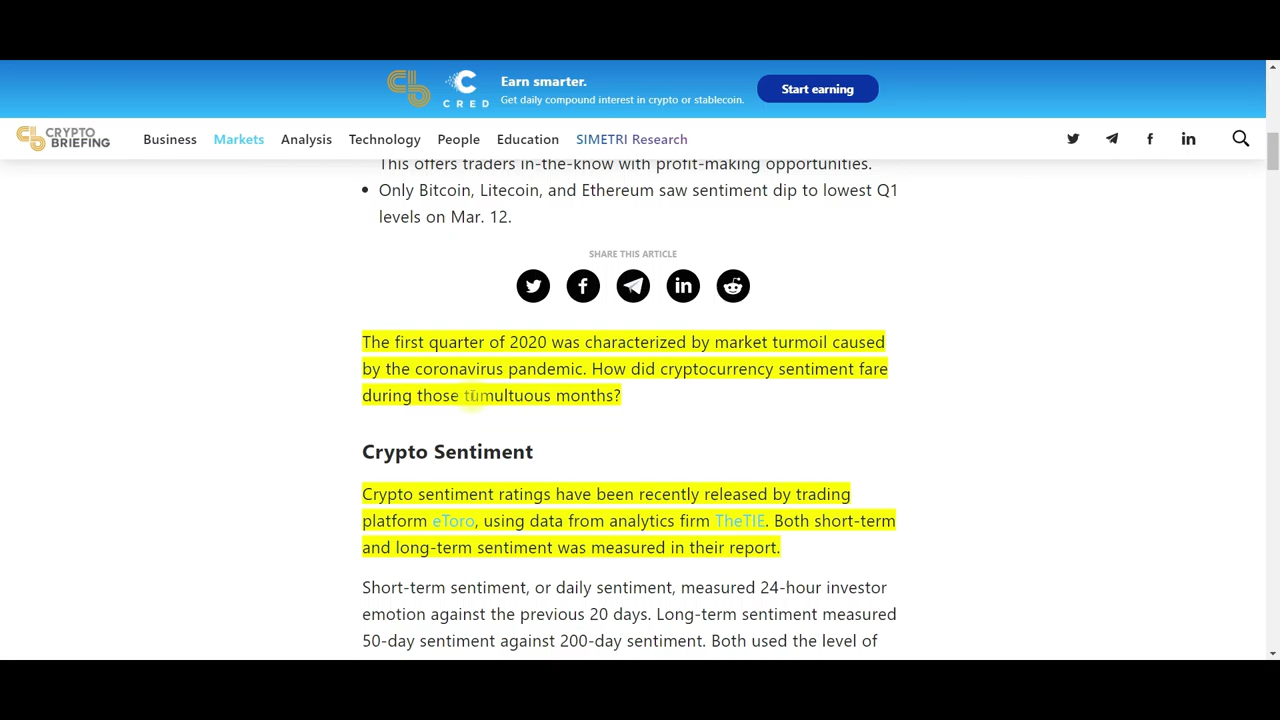 Earn smarter.
CRED
Get daily compound interest in crypto or stablecoin.
Start earning
CRYPTO
BRIEFING
Business Markets Analysis Technology People Education SIMETRI Research
This offers traders in-the-know with profit-making opportunities.
• Only Bitcoin, Litecoin, and Ethereum saw sentiment dip to lowest Q1
levels on Mar. 12.
SHARE THIS ARTICLE
The first quarter of 2020 was characterized by market turmoil caused
by the coronavirus pandemic. How did cryptocurrency sentiment fare
during those tumultuous months?
Crypto Sentiment
Crypto sentiment ratings have been recently released by trading
platform eToro, using data from analytics firm TheTIE. Both short-term
and long-term sentiment was measured in their report.
Short-term sentiment, or daily sentiment, measured 24-hour investor
emotion against the previous 20 days. Long-term sentiment measured
50-day sentiment against 200-day sentiment. Both used the level of